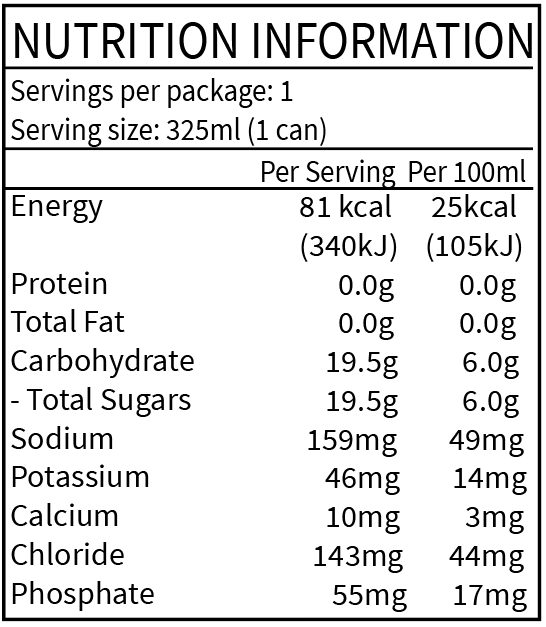 NUTRITION INFORMATION
Servings per package: 1
Serving size: 325ml (1 can)
Per Serving Per 100ml
Energy 81 kcal 25kcal
(340kJ) (105kJ)
Protein 0.0g 0.0g
Total Fat 0.0g 0.0g
Carbohydrate 19.5g 6.0g
- Total Sugars 19.5g 6.0g
Sodium 159mg 49mg
Potassium 46mg 14mg
Calcium 10mg 3mg
Chloride 143mg 44mg
Phosphate 55mg 17mg